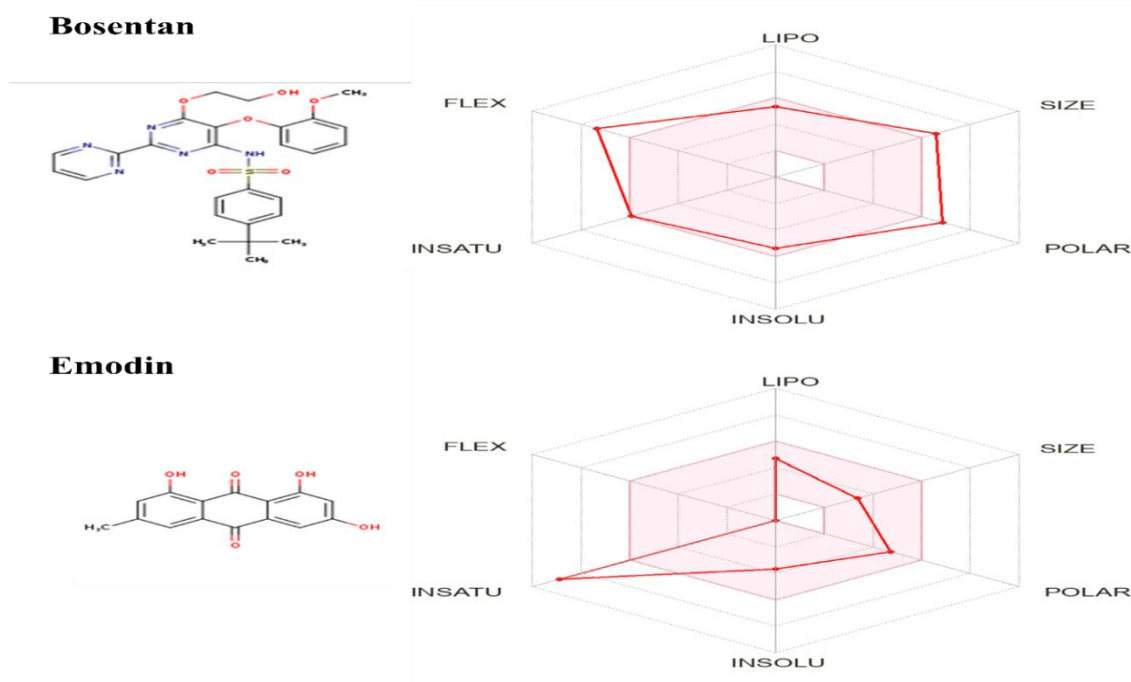 Bosentan
LIPO
FLEX
SIZE
INSATU
POLAR
INSOLU
OH
O
O
CH₃
O
N
N
N
N
NH
O
S
O
H₃C
CH₃
CH₃
Emodin
LIPO
FLEX
SIZE
INSATU
POLAR
INSOLU
OH
O
OH
H₃C
O
OH